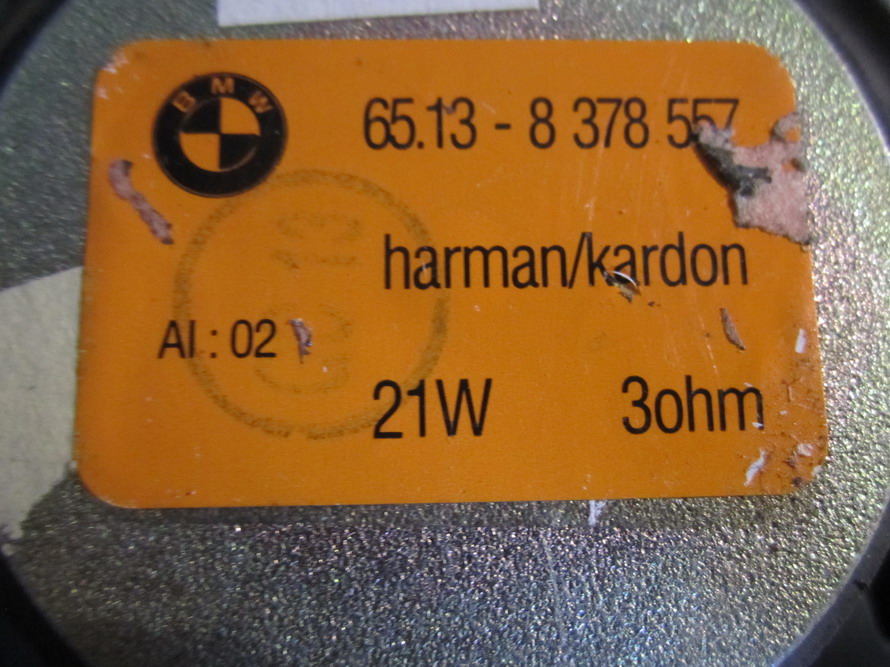 BMW
65.13 - 8 378 557
harman/kardon
AI : 02
21W 3ohm